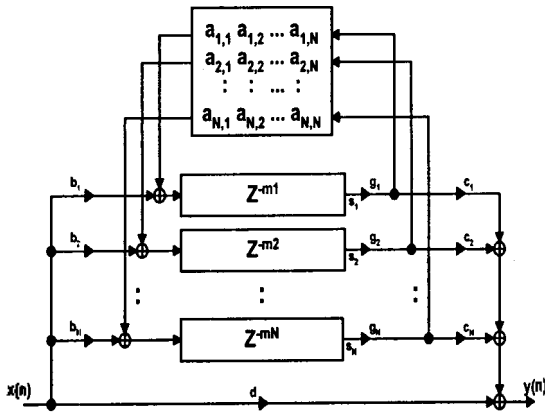 a1,1 a1,2 ... a1,N
a2,1 a2,2 ... a2,N
: : ... :
aN,1 aN,2 ... aN,N
b1 Z-m1 s1 g1 c1
b2 Z-m2 s2 g2 c2
: : :
bN Z-mN sN gN cN
x(n) d y(n)